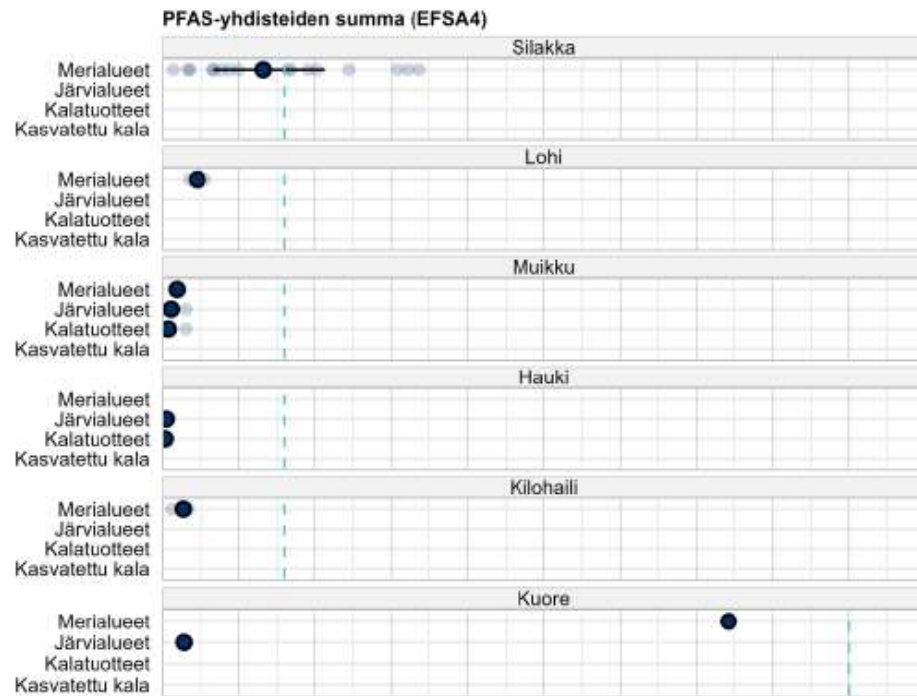 PFAS-yhdisteiden summa (EFSA4)
Silakka
Merialueet
Järvialueet
Kalatuotteet
Kasvatettu kala
Lohi
Merialueet
Järvialueet
Kalatuotteet
Kasvatettu kala
Muikku
Merialueet
Järvialueet
Kalatuotteet
Kasvatettu kala
Hauki
Merialueet
Järvialueet
Kalatuotteet
Kasvatettu kala
Kilohaili
Merialueet
Järvialueet
Kalatuotteet
Kasvatettu kala
Kuore
Merialueet
Järvialueet
Kalatuotteet
Kasvatettu kala